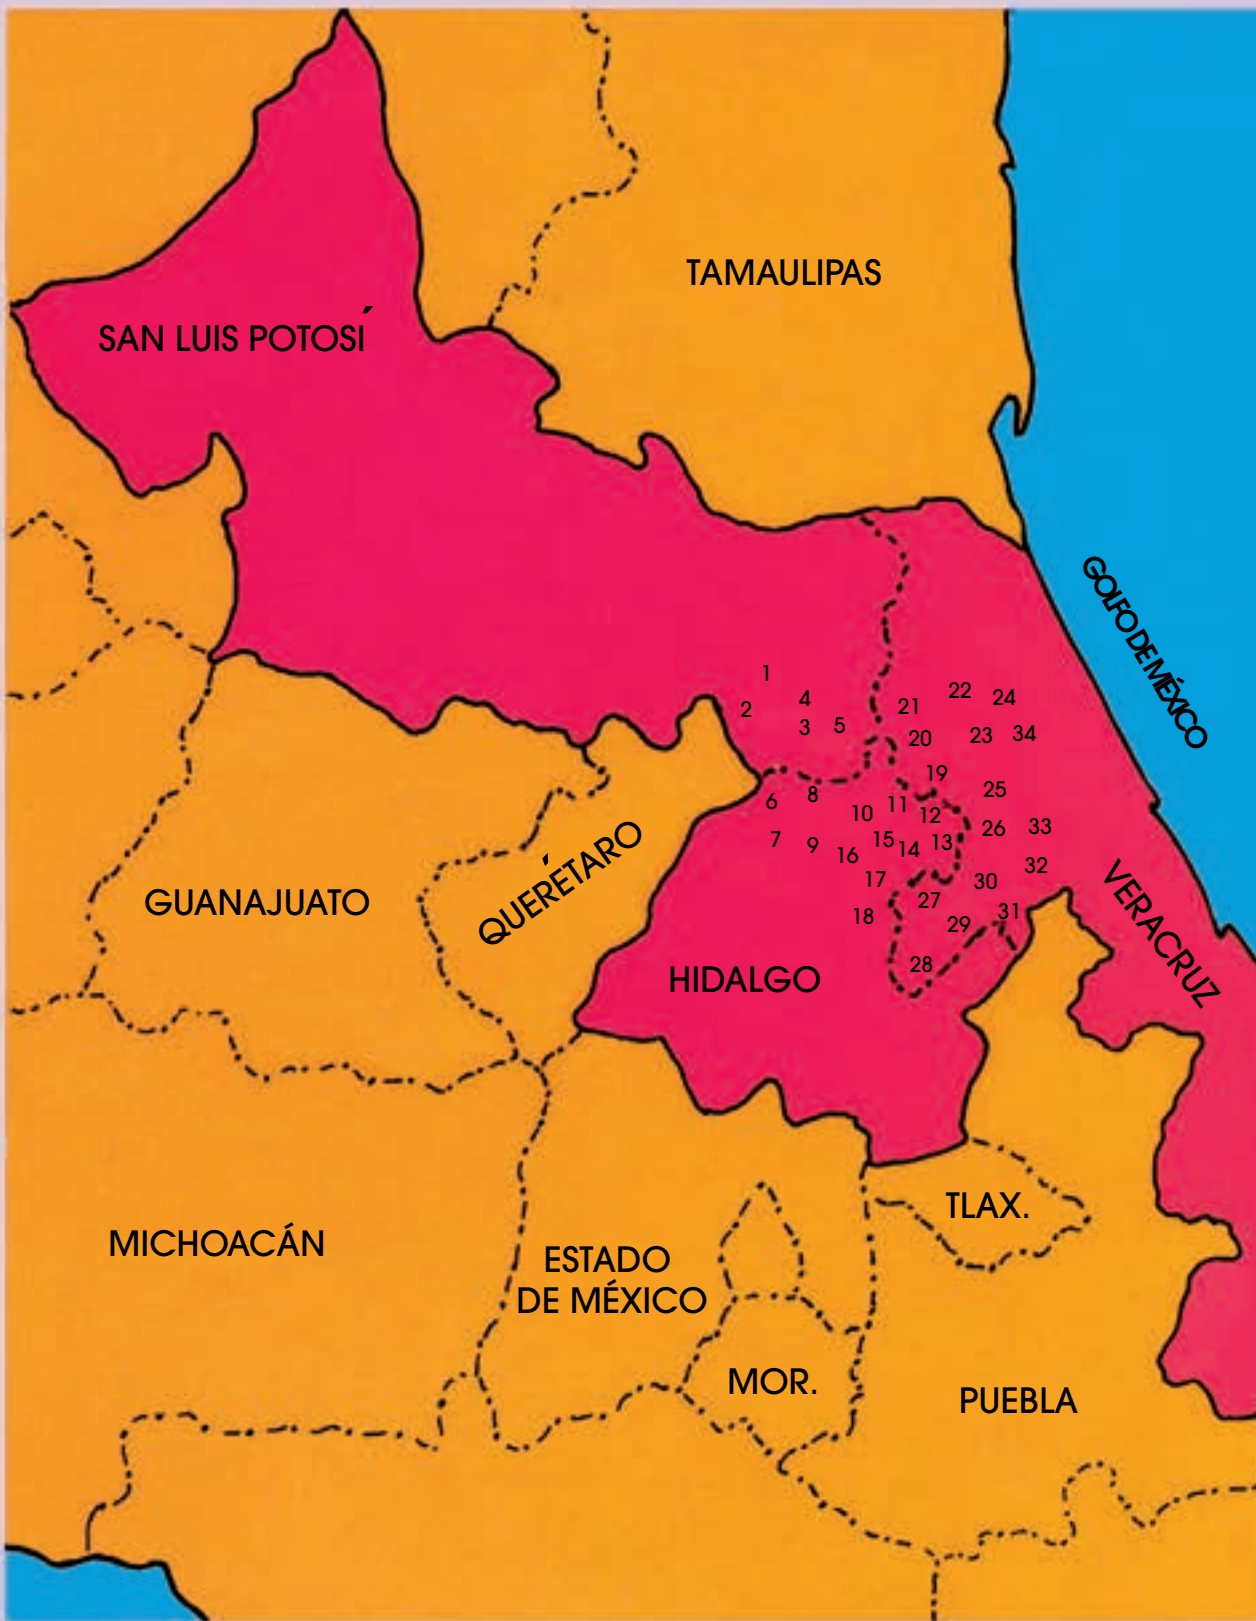 TAMAULIPAS
SAN LUIS POTOSÍ
GOLFO DE MÉXICO
1
2
4
3
5
21
22
24
20
23
34
19
25
6
8
10
11
12
26
33
7
9
16
15
14
13
32
17
30
18
27
29
31
28
GUANAJUATO
QUERÉTARO
HIDALGO
VERACRUZ
MICHOACÁN
ESTADO
DE MÉXICO
TLAX.
MOR.
PUEBLA